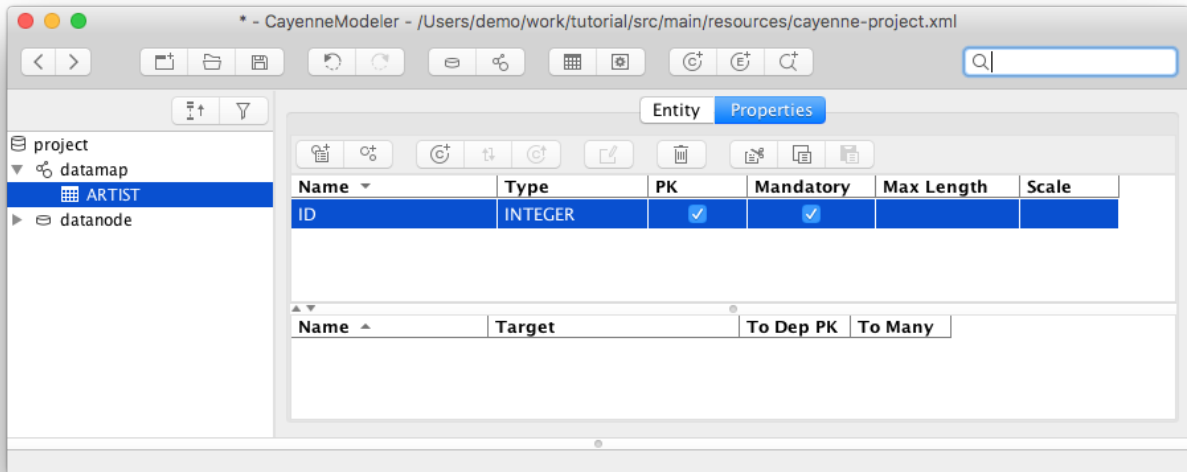 * - CayenneModeler - /Users/demo/work/tutorial/src/main/resources/cayenne-project.xml
Entity Properties
project
datamap
ARTIST
datanode
Name Type PK Mandatory Max Length Scale
ID INTEGER
Name Target To Dep PK To Many